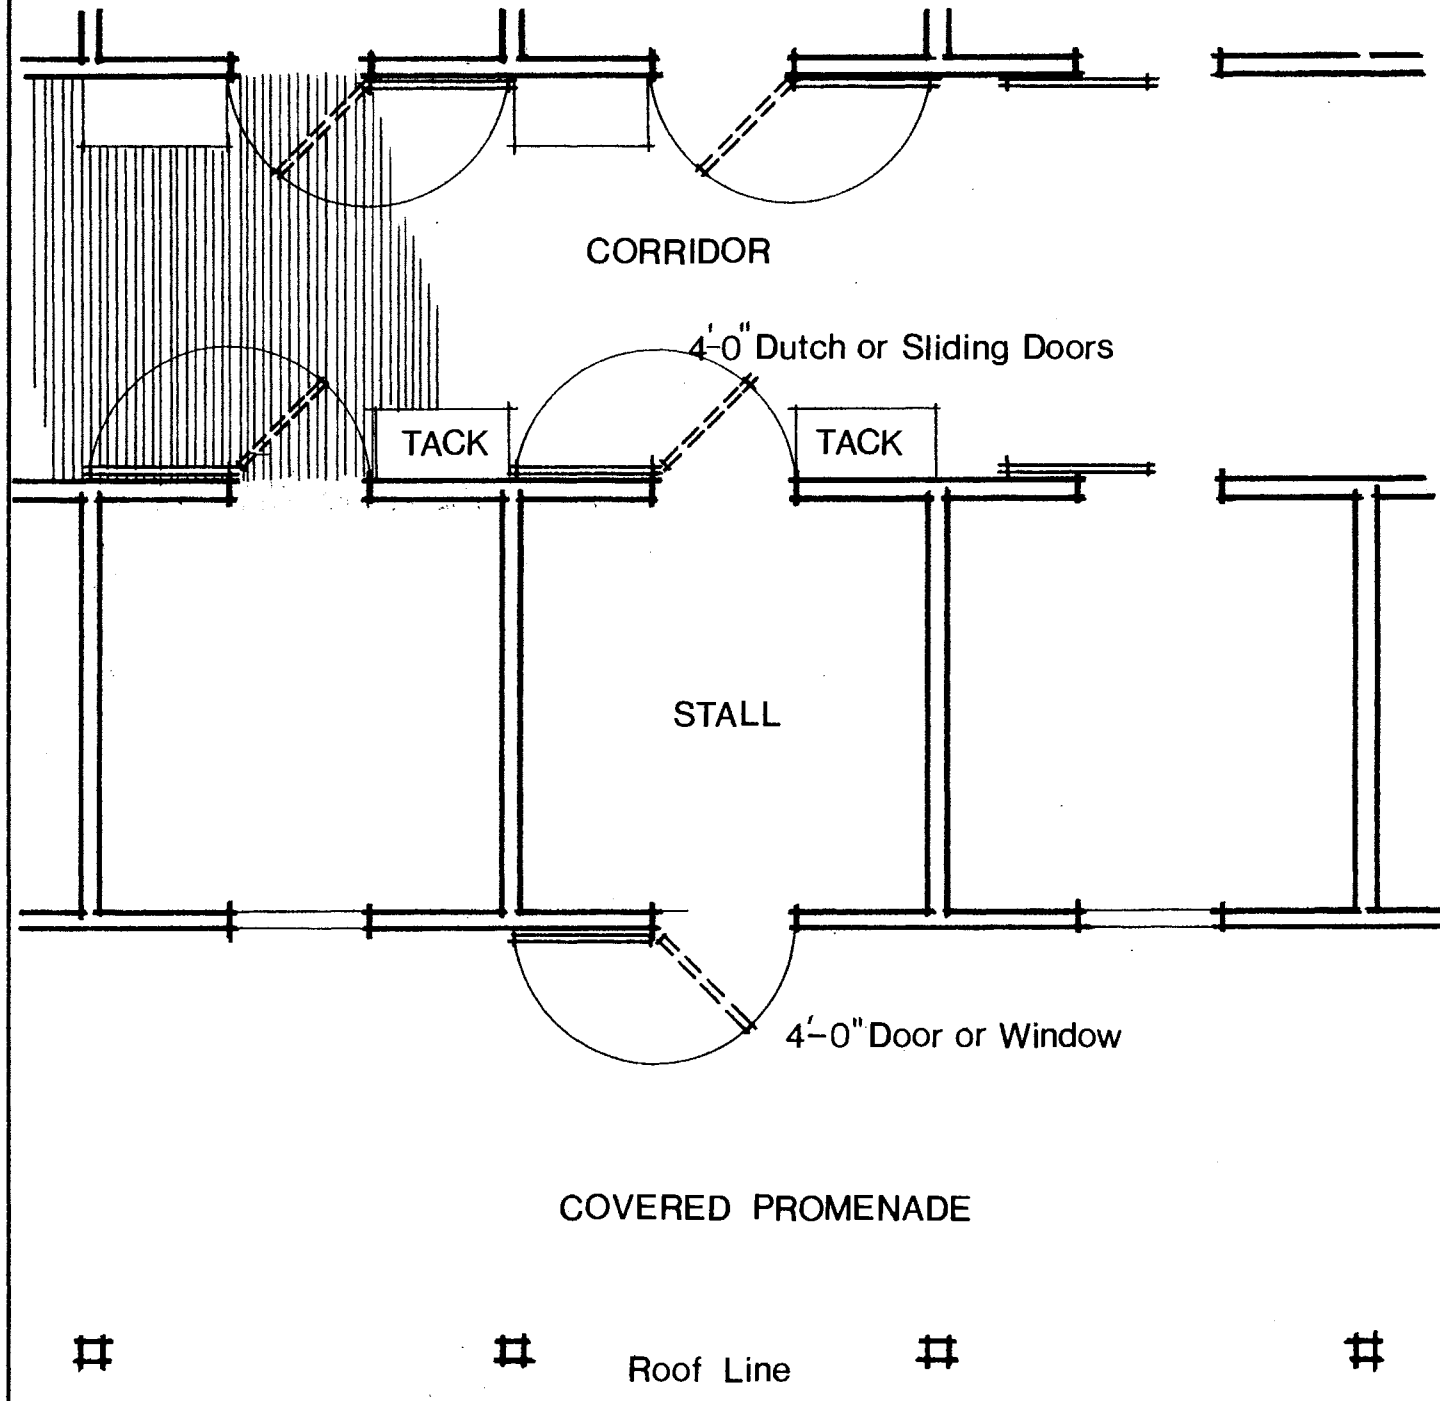 CORRIDOR
4'-0" Dutch or Sliding Doors
TACK
TACK
STALL
4'-0" Door or Window
COVERED PROMENADE
Roof Line